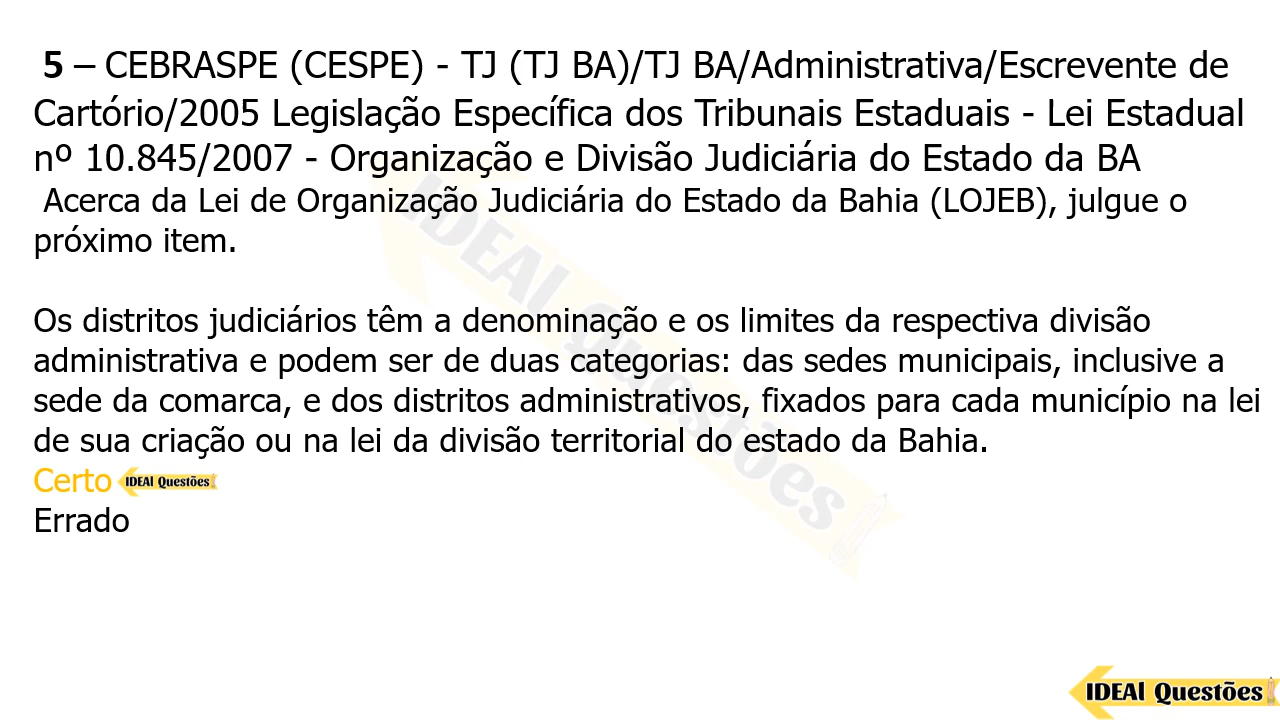 5 – CEBRASPE (CESPE) - TJ (TJ BA)/TJ BA/Administrativa/Escrevente de
Cartório/2005 Legislação Específica dos Tribunais Estaduais - Lei Estadual
nº 10.845/2007 - Organização e Divisão Judiciária do Estado da BA
Acerca da Lei de Organização Judiciária do Estado da Bahia (LOJEB), julgue o
próximo item.
Os distritos judiciários têm a denominação e os limites da respectiva divisão
administrativa e podem ser de duas categorias: das sedes municipais, inclusive a
sede da comarca, e dos distritos administrativos, fixados para cada município na lei
de sua criação ou na lei da divisão territorial do estado da Bahia.
Certo IDEAl Questões
Errado
IDEAl Questões
IDEAl Questões